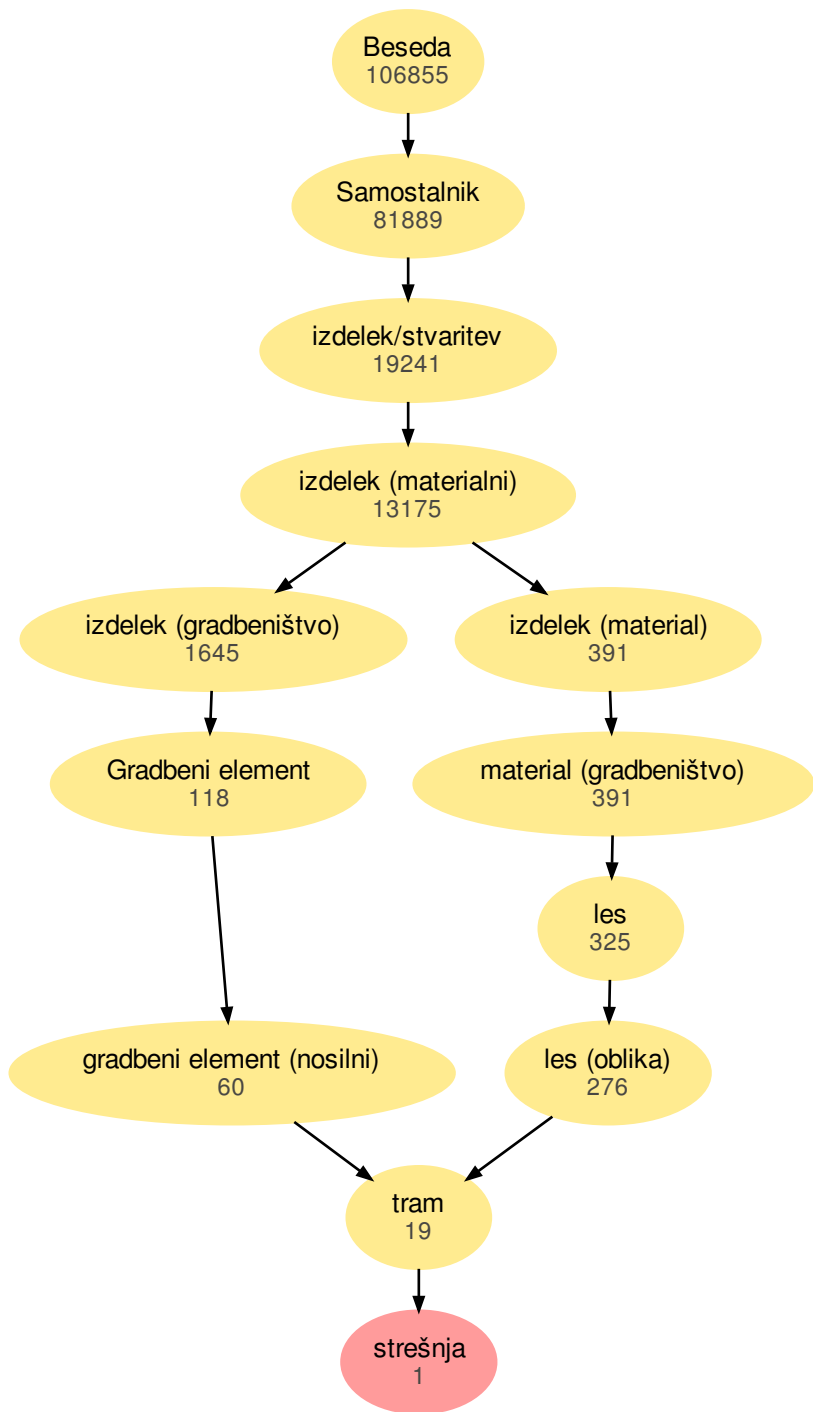 Beseda
106855
Samostalnik
81889
izdelek/stvaritev
19241
izdelek (materialni)
13175
izdelek (gradbeništvo)
1645
izdelek (material)
391
Gradbeni element
118
material (gradbeništvo)
391
les
325
gradbeni element (nosilni)
60
les (oblika)
276
tram
19
strešnja
1